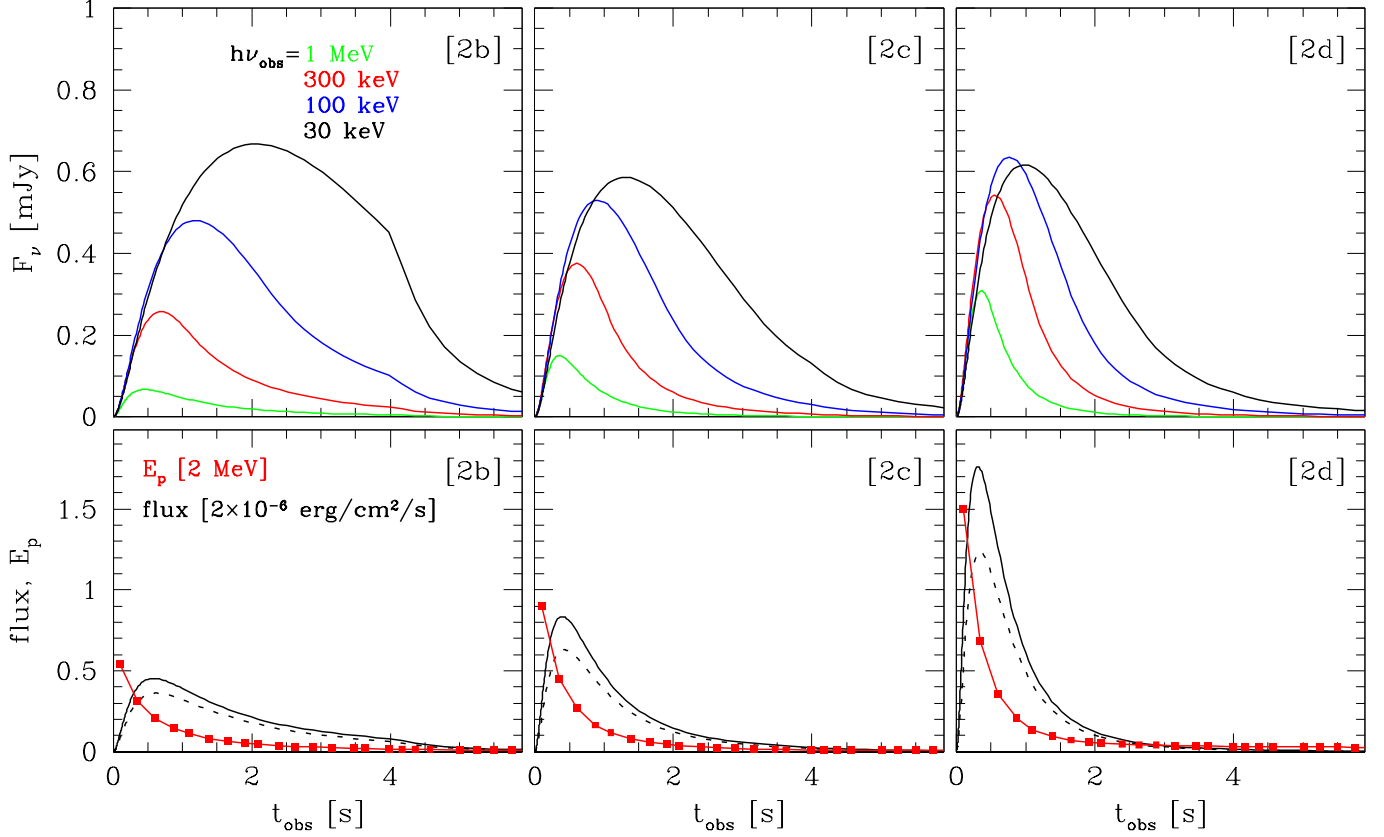 1
0.8
0.6
0.4
0.2
0
F_ν [mJy]
[2b]
hν_obs = 1 MeV
300 keV
100 keV
30 keV
[2c]
[2d]
1.5
1
0.5
0
flux, E_p
E_p [2 MeV]
[2b]
flux [2×10⁻⁶ erg/cm²/s]
[2c]
[2d]
0 2 4
0 2 4
0 2 4
t_obs [s]
t_obs [s]
t_obs [s]